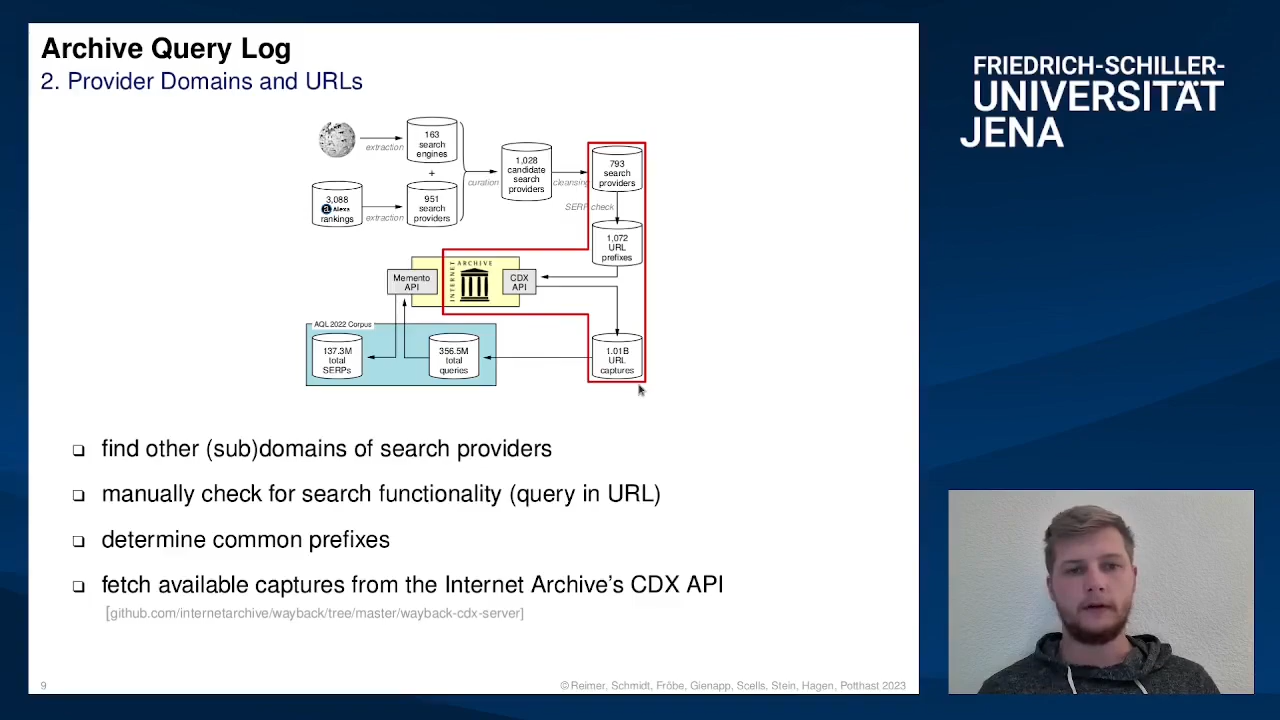 Archive Query Log
2. Provider Domains and URLs
163
search
engines
extraction
+
3,088
Alexa
rankings
extraction
951
search
providers
curation
1,028
candidate
search
providers
cleansing
793
search
providers
SERP check
1,072
URL
prefixes
Memento
API
INTERNET
ARCHIVE
CDX
API
AQL 2022 Corpus
137.3M
total
SERPs
356.5M
total
queries
1.01B
URL
captures
❑ find other (sub)domains of search providers
❑ manually check for search functionality (query in URL)
❑ determine common prefixes
❑ fetch available captures from the Internet Archive’s CDX API
[github.com/internetarchive/wayback/tree/master/wayback-cdx-server]
9
© Reimer, Schmidt, Fröbe, Gienapp, Scells, Stein, Hagen, Potthast 2023
FRIEDRICH-SCHILLER-
UNIVERSITÄT
JENA